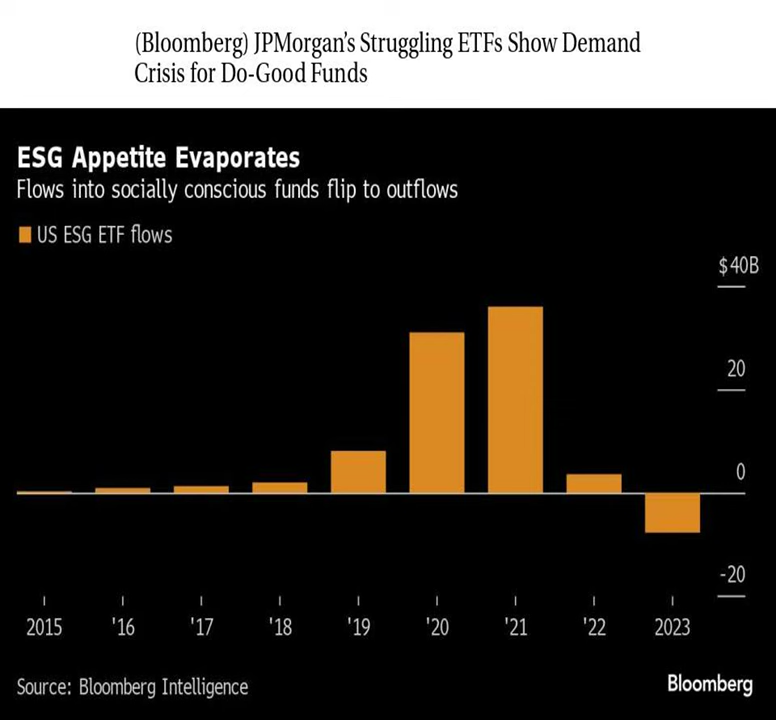 (Bloomberg) JPMorgan's Struggling ETFs Show Demand
Crisis for Do-Good Funds
ESG Appetite Evaporates
Flows into socially conscious funds flip to outflows
US ESG ETF flows
$40B
20
0
-20
2015 '16 '17 '18 '19 '20 '21 '22 2023
Source: Bloomberg Intelligence
Bloomberg